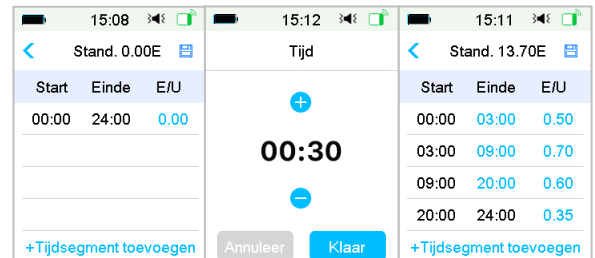 15:08
Stand. 0.00E
Start Einde E/U
00:00 24:00 0.00
+Tijdsegment toevoegen
15:12
Tijd
00:30
Annuleer Klaar
15:11
Stand. 13.70E
Start Einde E/U
00:00 03:00 0.50
03:00 09:00 0.70
09:00 20:00 0.60
20:00 24:00 0.35
+Tijdsegment toevoegen